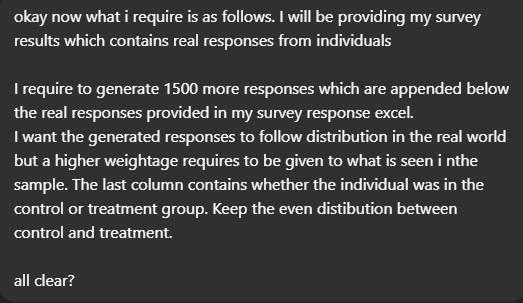 okay now what i require is as follows. I will be providing my survey
results which contains real responses from individuals
I require to generate 1500 more responses which are appended below
the real responses provided in my survey response excel.
I want the generated responses to follow distribution in the real world
but a higher weightage requires to be given to what is seen i nthe
sample. The last column contains whether the individual was in the
control or treatment group. Keep the even distibution between
control and treatment.
all clear?